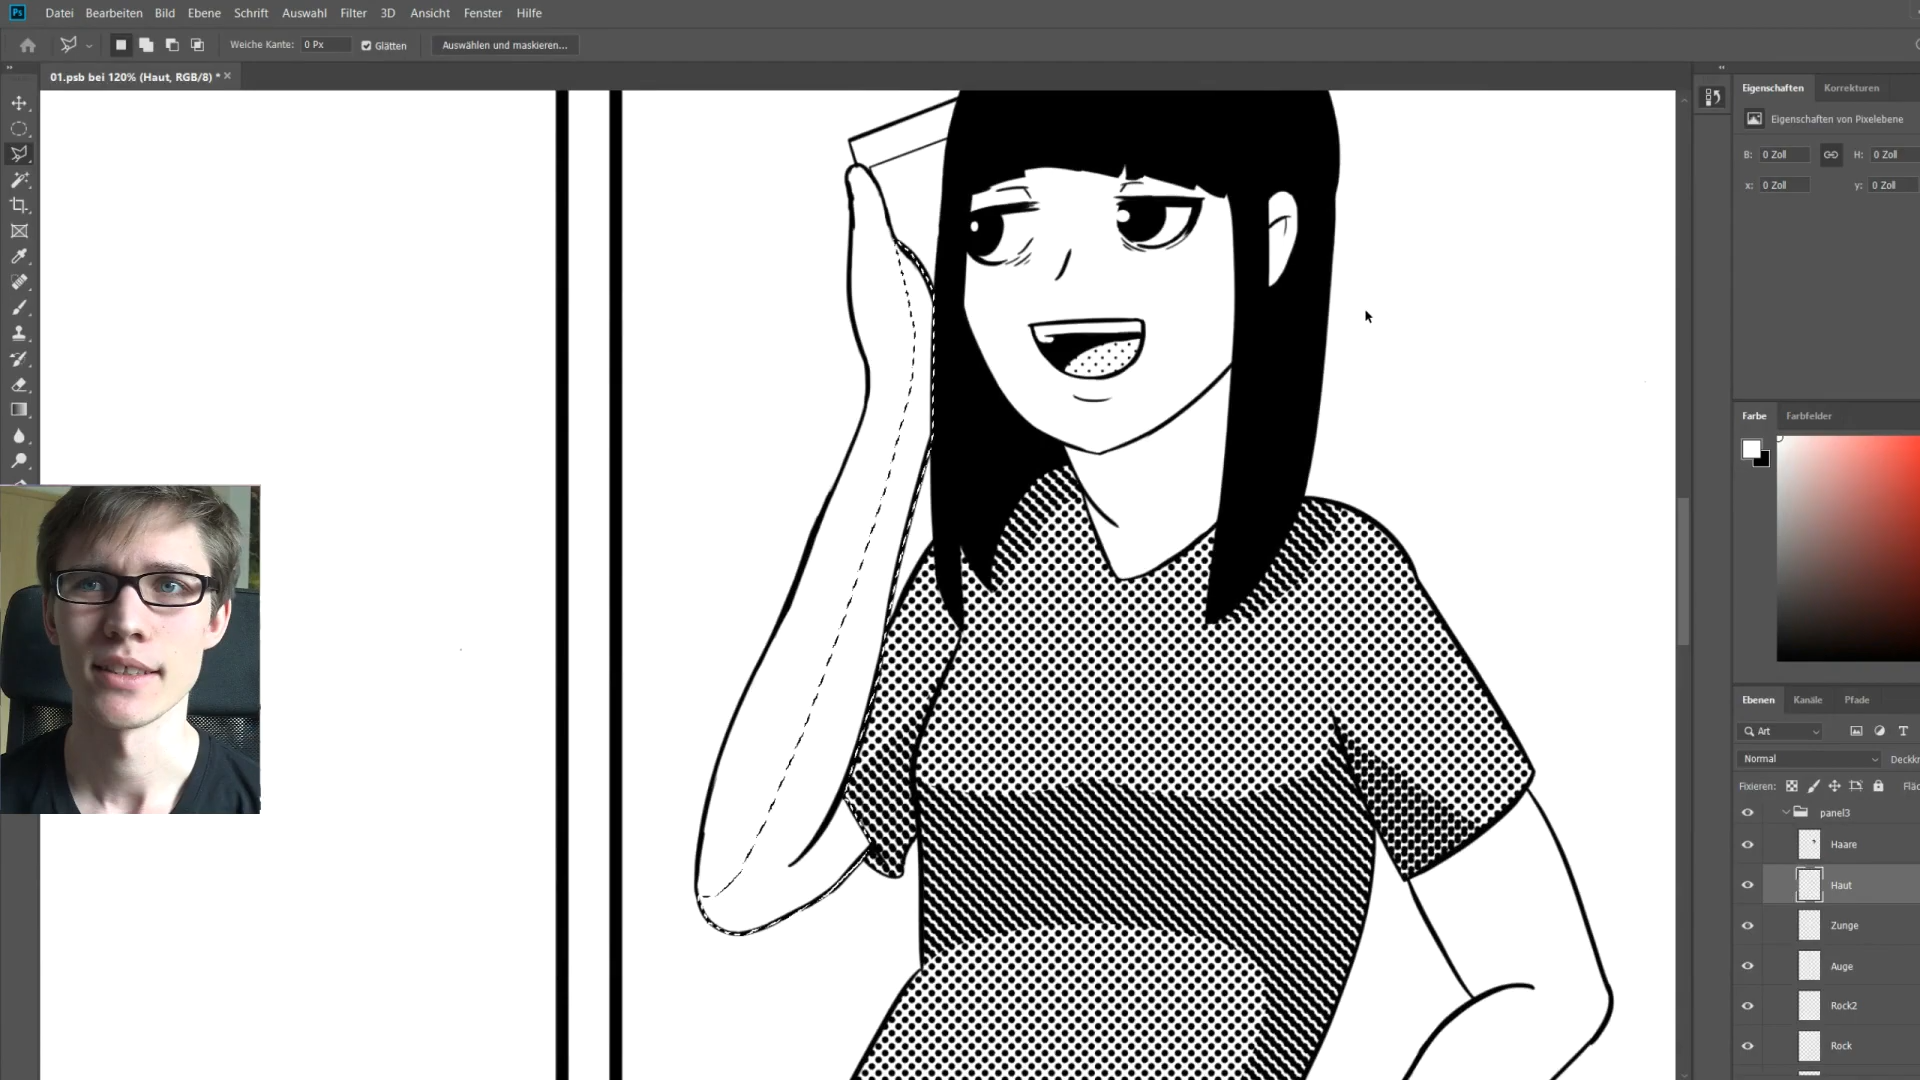 Ps Datei Bearbeiten Bild Ebene Schrift Auswahl Filter 3D Ansicht Fenster Hilfe
Weiche Kante: 0 Px Glätten Auswählen und maskieren...
01.psb bei 120% (Haut, RGB/8) *
Eigenschaften Korrekturen
Eigenschaften von Pixelebene
B: 0 Zoll H: 0 Zoll
x: 0 Zoll y: 0 Zoll
Farbe Farbfelder
Ebenen Kanäle Pfade
Art
Normal Deckkr
Fixieren: Fläc
panel3
Haare
Haut
Zunge
Auge
Rock2
Rock